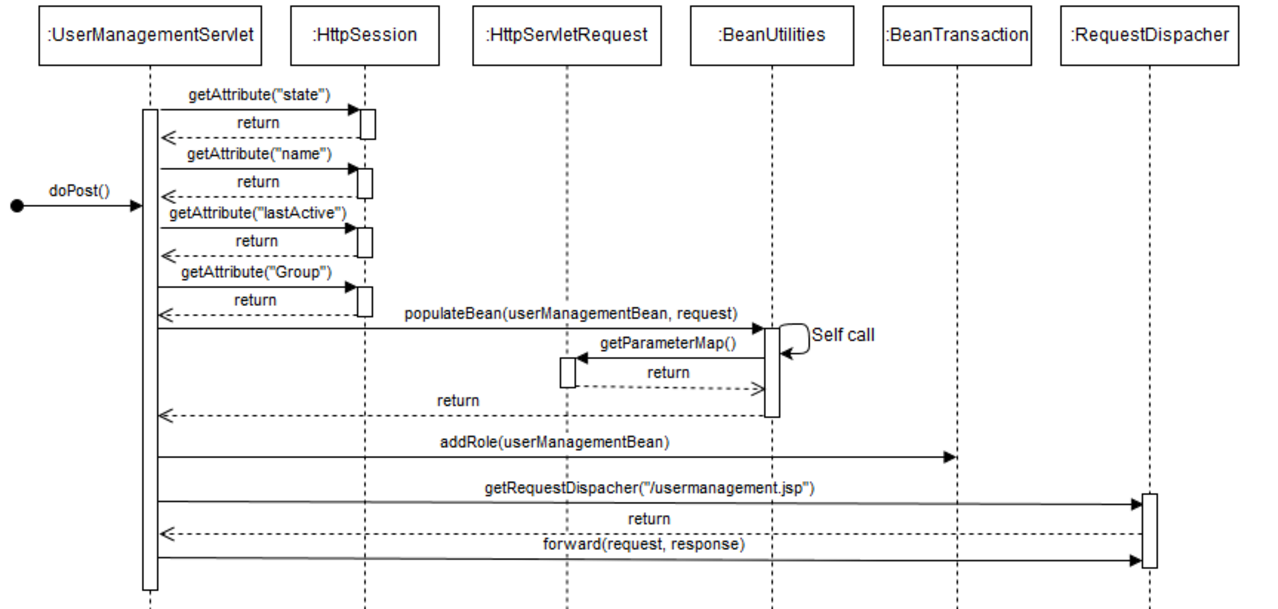 :UserManagementServlet
:HttpSession
:HttpServletRequest
:BeanUtilities
:BeanTransaction
:RequestDispacher
getAttribute("state")
return
getAttribute("name")
return
doPost()
getAttribute("lastActive")
return
getAttribute("Group")
return
populateBean(userManagementBean, request)
Self call
getParameterMap()
return
return
addRole(userManagementBean)
getRequestDispacher("/usermanagement.jsp")
return
forward(request, response)